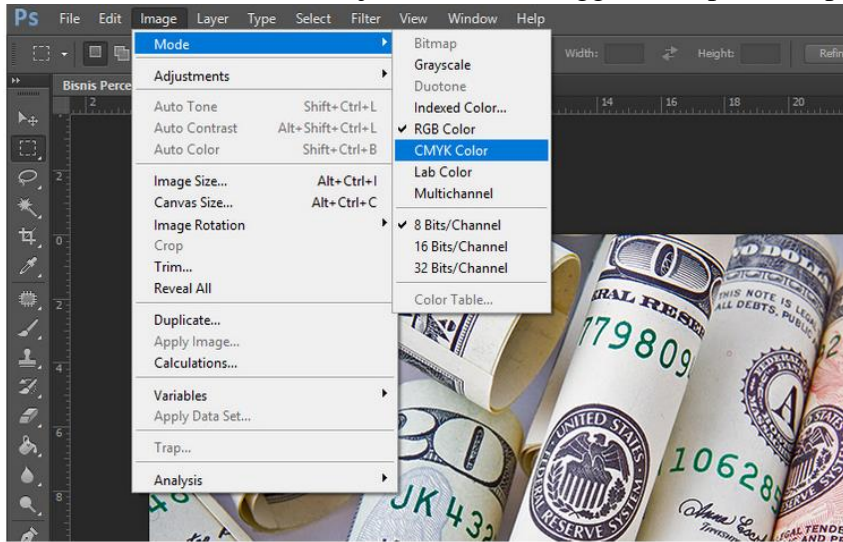 Ps File Edit Image Layer Type Select Filter View Window Help
Width: Height: Refin
Bisnis Perce
2 14 16 18 20
Mode
Adjustments
Auto Tone Shift+Ctrl+L
Auto Contrast Alt+Shift+Ctrl+L
Auto Color Shift+Ctrl+B
Image Size... Alt+Ctrl+I
Canvas Size... Alt+Ctrl+C
Image Rotation
Crop
Trim...
Reveal All
Duplicate...
Apply Image...
Calculations...
Variables
Apply Data Set...
Trap...
Analysis
Bitmap
Grayscale
Duotone
Indexed Color...
RGB Color
CMYK Color
Lab Color
Multichannel
8 Bits/Channel
16 Bits/Channel
32 Bits/Channel
Color Table...
2
0
2
4
6
8
RAL RESE
779809
UNITED STATES
FEDERAL RESERVE SYSTEM
JK 432
THIS NOTE IS LEGAL
ALL DEBTS, PUBLIC
10628
LEGAL TENDE
AND PR